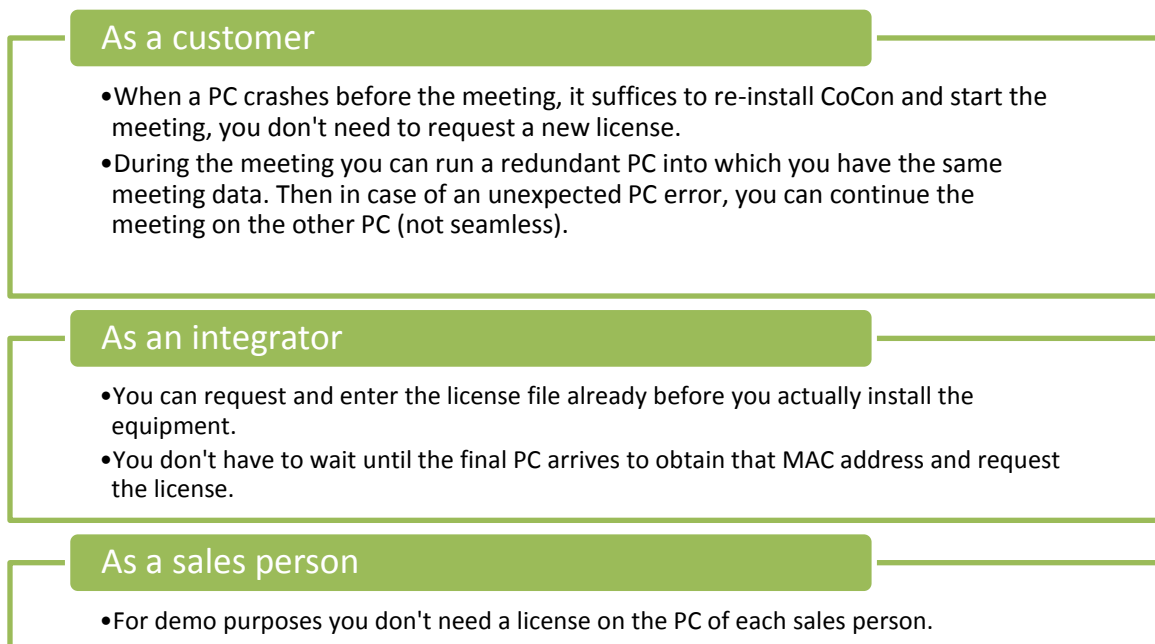 As a customer
•When a PC crashes before the meeting, it suffices to re-install CoCon and start the
meeting, you don't need to request a new license.
•During the meeting you can run a redundant PC into which you have the same
meeting data. Then in case of an unexpected PC error, you can continue the
meeting on the other PC (not seamless).
As an integrator
•You can request and enter the license file already before you actually install the
equipment.
•You don't have to wait until the final PC arrives to obtain that MAC address and request
the license.
As a sales person
•For demo purposes you don't need a license on the PC of each sales person.